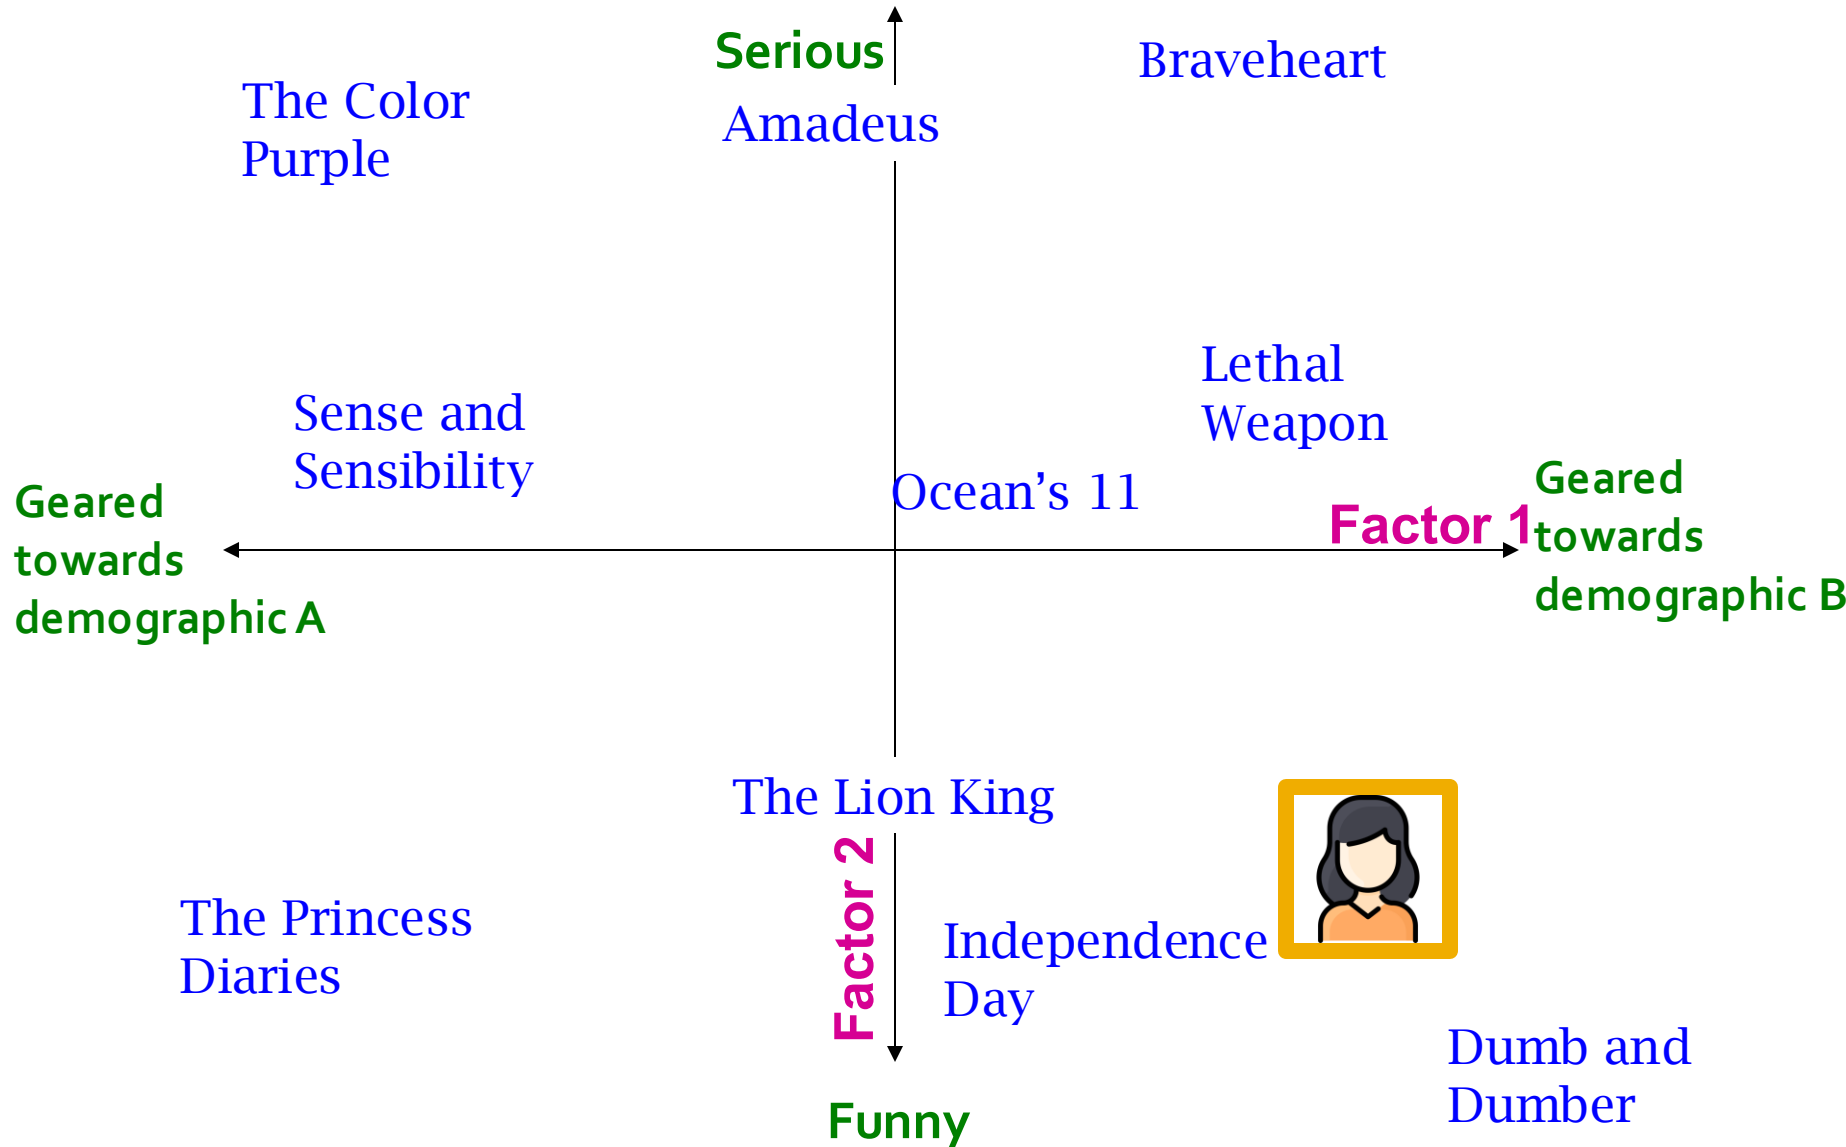 Serious
Braveheart
The Color
Purple
Amadeus
Lethal
Weapon
Sense and
Sensibility
Ocean’s 11
Factor 1
Geared
towards
demographic A
Geared
towards
demographic B
The Lion King
Factor 2
The Princess
Diaries
Independence
Day
Dumb and
Dumber
Funny